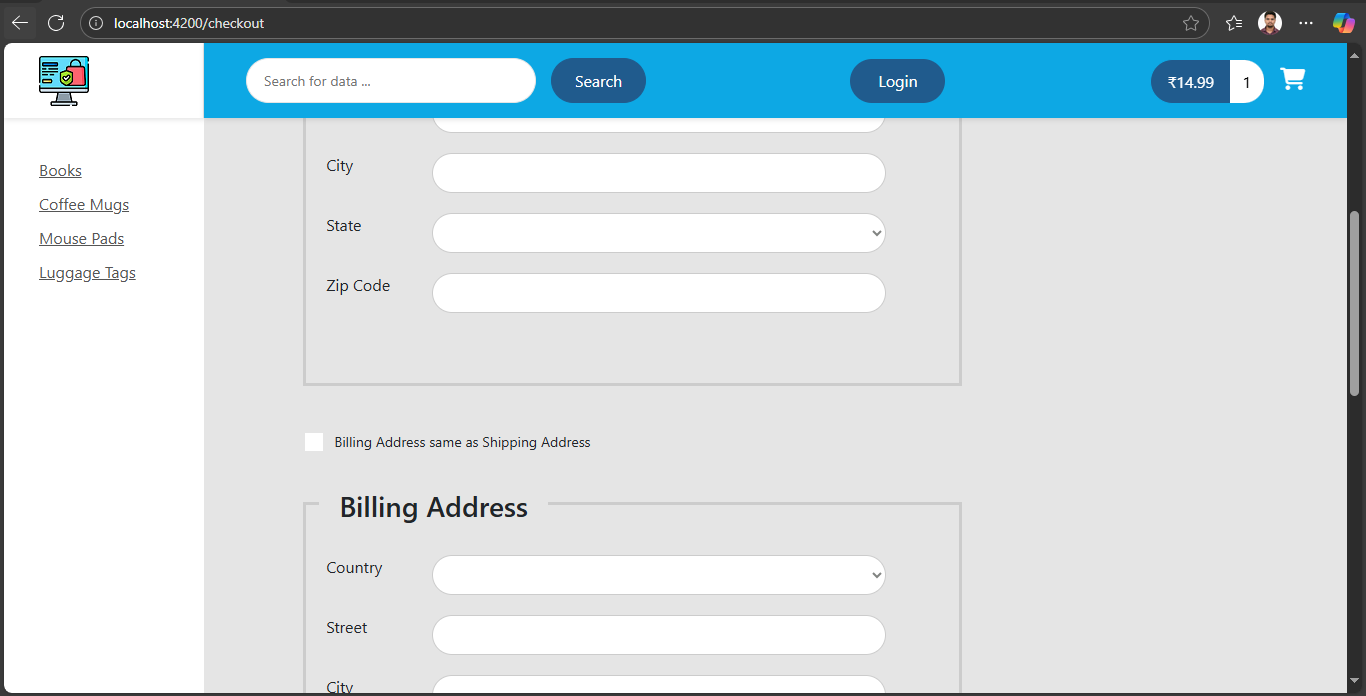 localhost:4200/checkout
Search for data ...
Search
Login
₹14.99
1
Books
Coffee Mugs
Mouse Pads
Luggage Tags
City
State
Zip Code
Billing Address same as Shipping Address
Billing Address
Country
Street
City